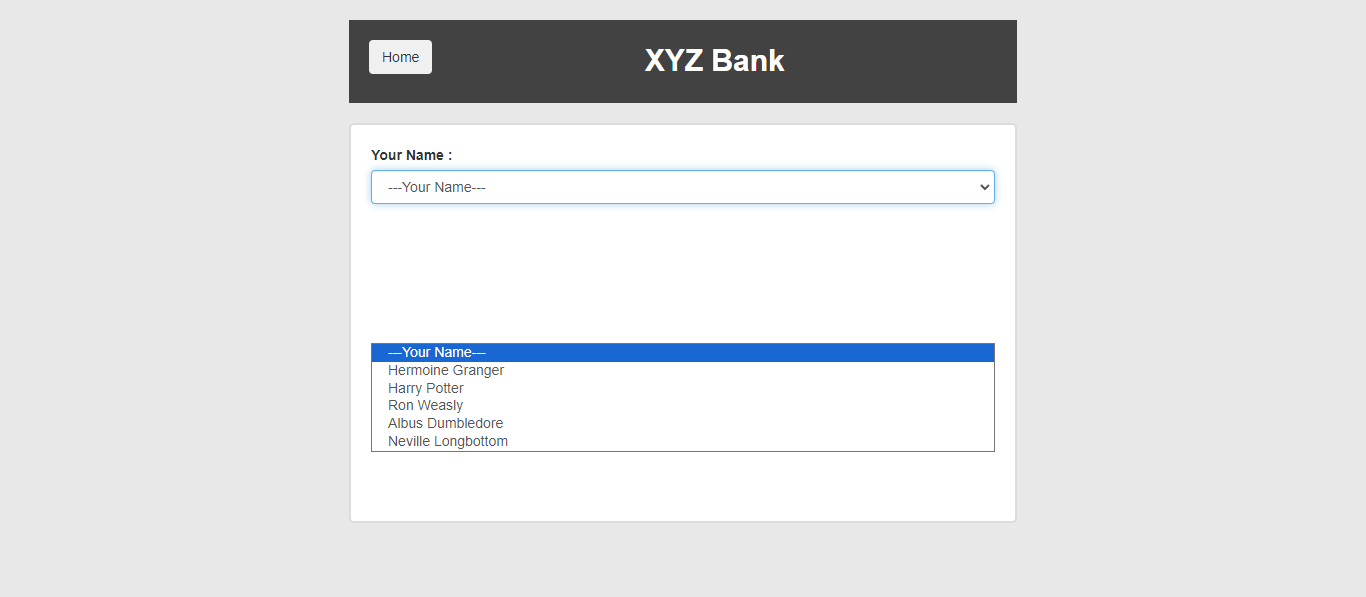 Home
XYZ Bank
Your Name :
---Your Name---
---Your Name---
Hermoine Granger
Harry Potter
Ron Weasly
Albus Dumbledore
Neville Longbottom